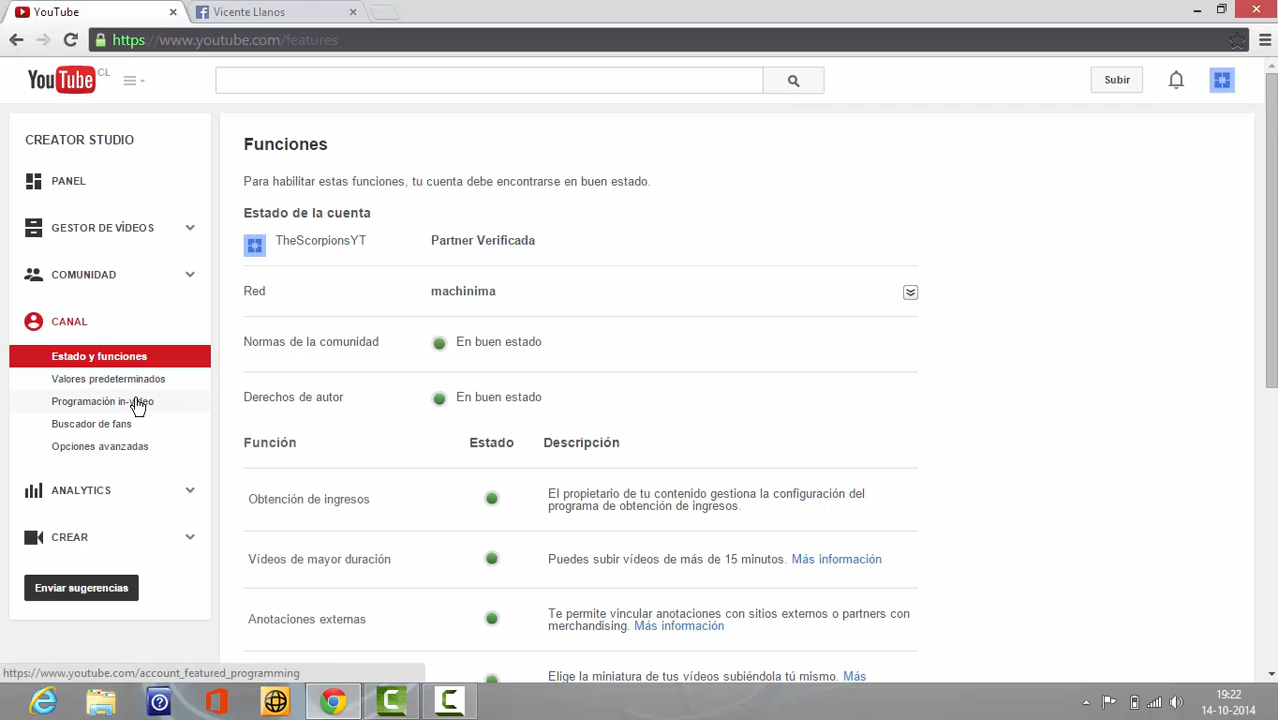 YouTube
Vicente Llanos
https://www.youtube.com/features
YouTube CL
Subir
CREATOR STUDIO
PANEL
GESTOR DE VÍDEOS
COMUNIDAD
CANAL
Estado y funciones
Valores predeterminados
Programación in-vídeo
Buscador de fans
Opciones avanzadas
ANALYTICS
CREAR
Enviar sugerencias
Funciones
Para habilitar estas funciones, tu cuenta debe encontrarse en buen estado.
Estado de la cuenta
TheScorpionsYT Partner Verificada
Red machinima
Normas de la comunidad En buen estado
Derechos de autor En buen estado
Función Estado Descripción
Obtención de ingresos El propietario de tu contenido gestiona la configuración del
programa de obtención de ingresos.
Vídeos de mayor duración Puedes subir vídeos de más de 15 minutos. Más información
Anotaciones externas Te permite vincular anotaciones con sitios externos o partners con
merchandising. Más información
Elige la miniatura de tus vídeos subiéndola tú mismo. Más
https://www.youtube.com/account_featured_programming
19:22
14-10-2014